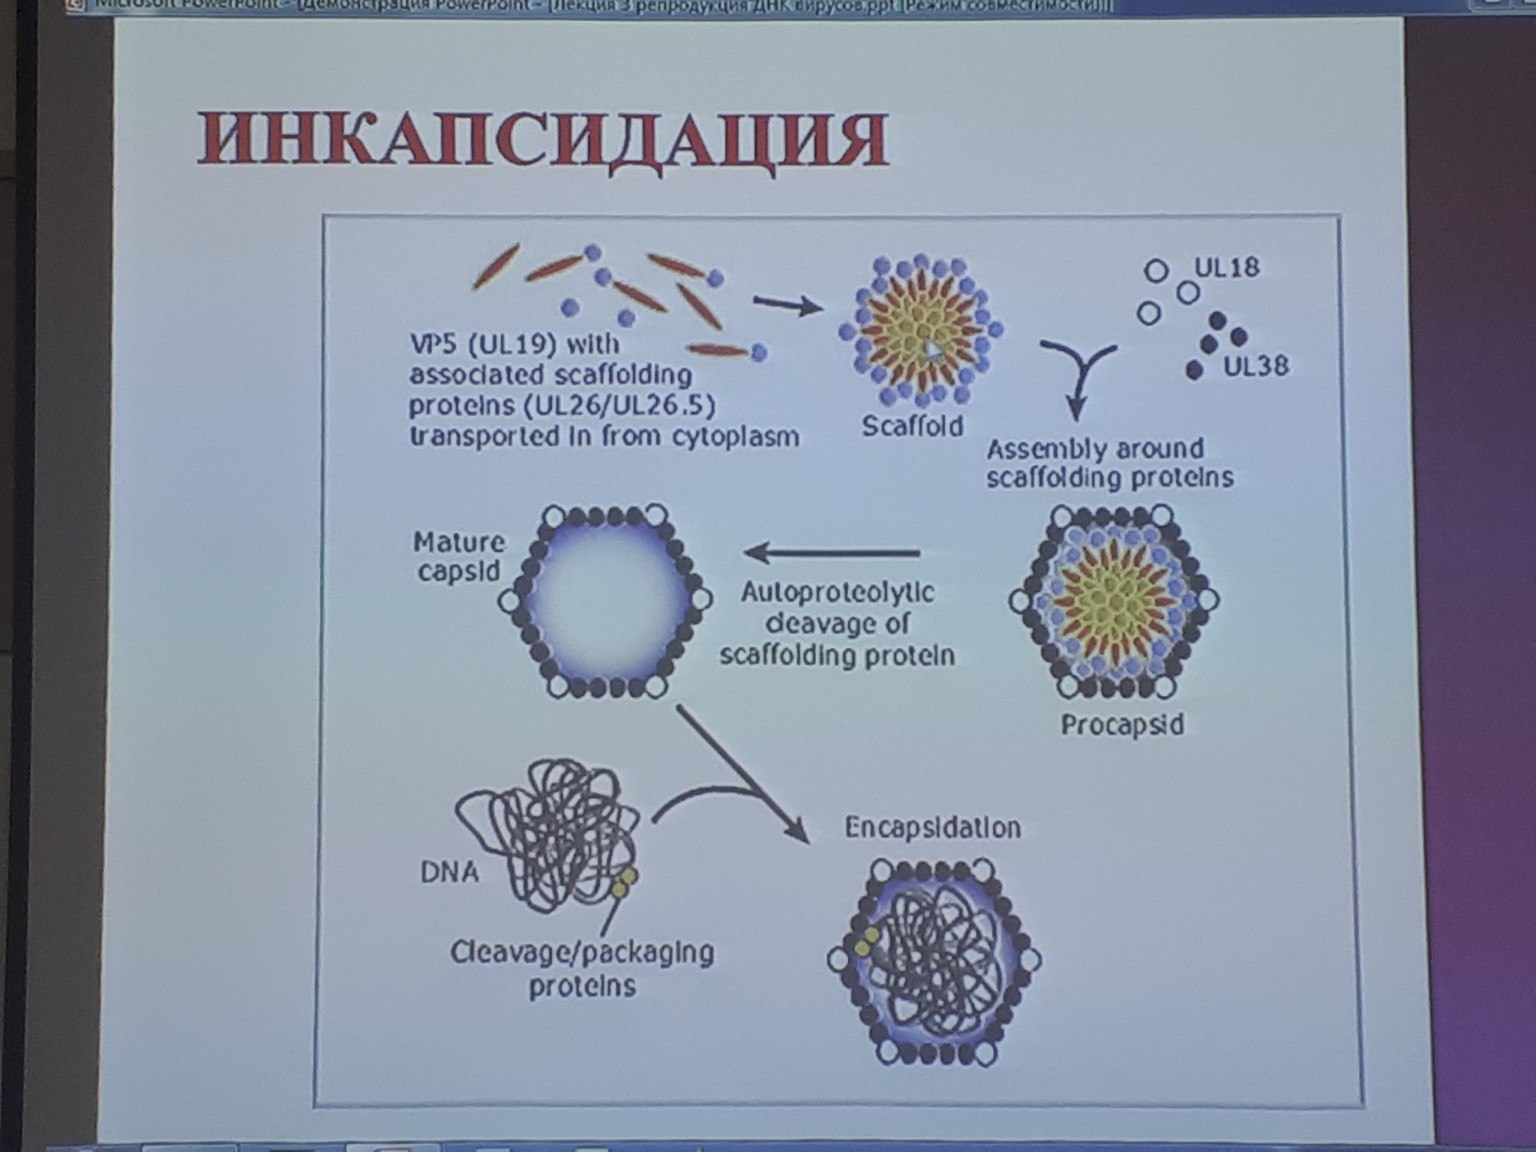 Microsoft PowerPoint - [Демонстрация PowerPoint - [Лекция 3 репродукция ДНК вирусов.ppt [Режим совместимости]]]
ИНКАПСИДАЦИЯ
UL18
UL38
VP5 (UL19) with
associated scaffolding
proteins (UL26/UL26.5)
transported in from cytoplasm
Scaffold
Assembly around
scaffolding proteins
Mature
capsid
Autoproteolytic
cleavage of
scaffolding protein
Procapsid
DNA
Cleavage/packaging
proteins
Encapsidation